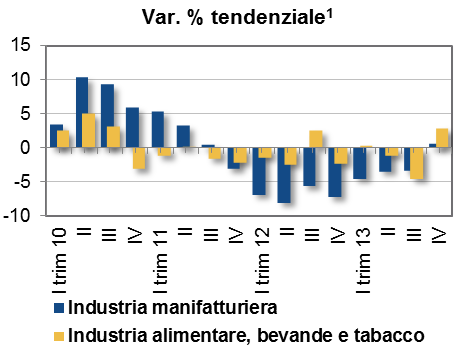 Var. % tendenziale¹
15
10
5
0
-5
-10
I trim 10
II
III
IV
I trim 11
II
III
IV
I trim 12
II
III
IV
I trim 13
II
III
IV
Industria manifatturiera
Industria alimentare, bevande e tabacco